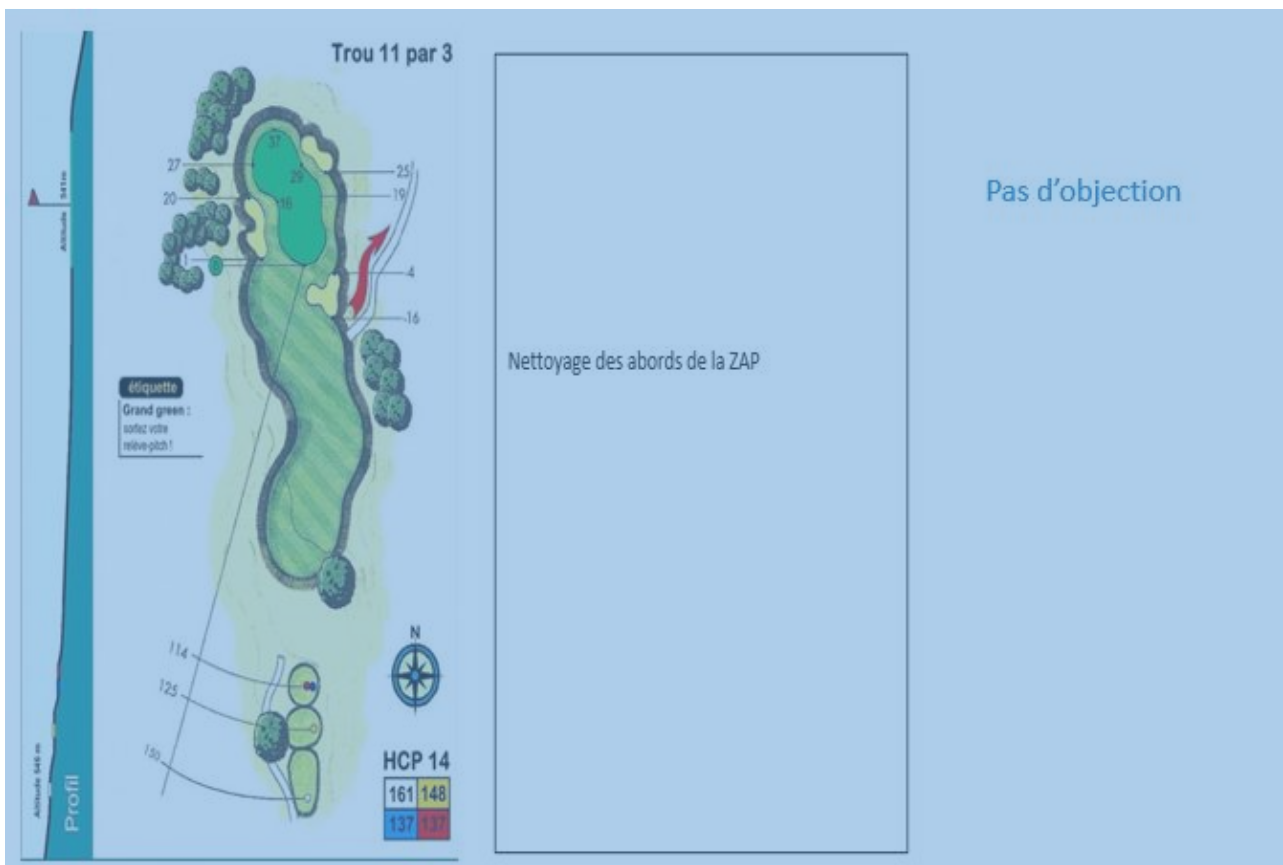 Trou 11 par 3
37
27
29
25
20
16
19
1
4
16
étiquette
Grand green :
sortez votre
relève-pitch !
114
125
150
N
HCP 14
161 148
137 137
Altitude 541m
Profil
Nettoyage des abords de la ZAP
Pas d'objection